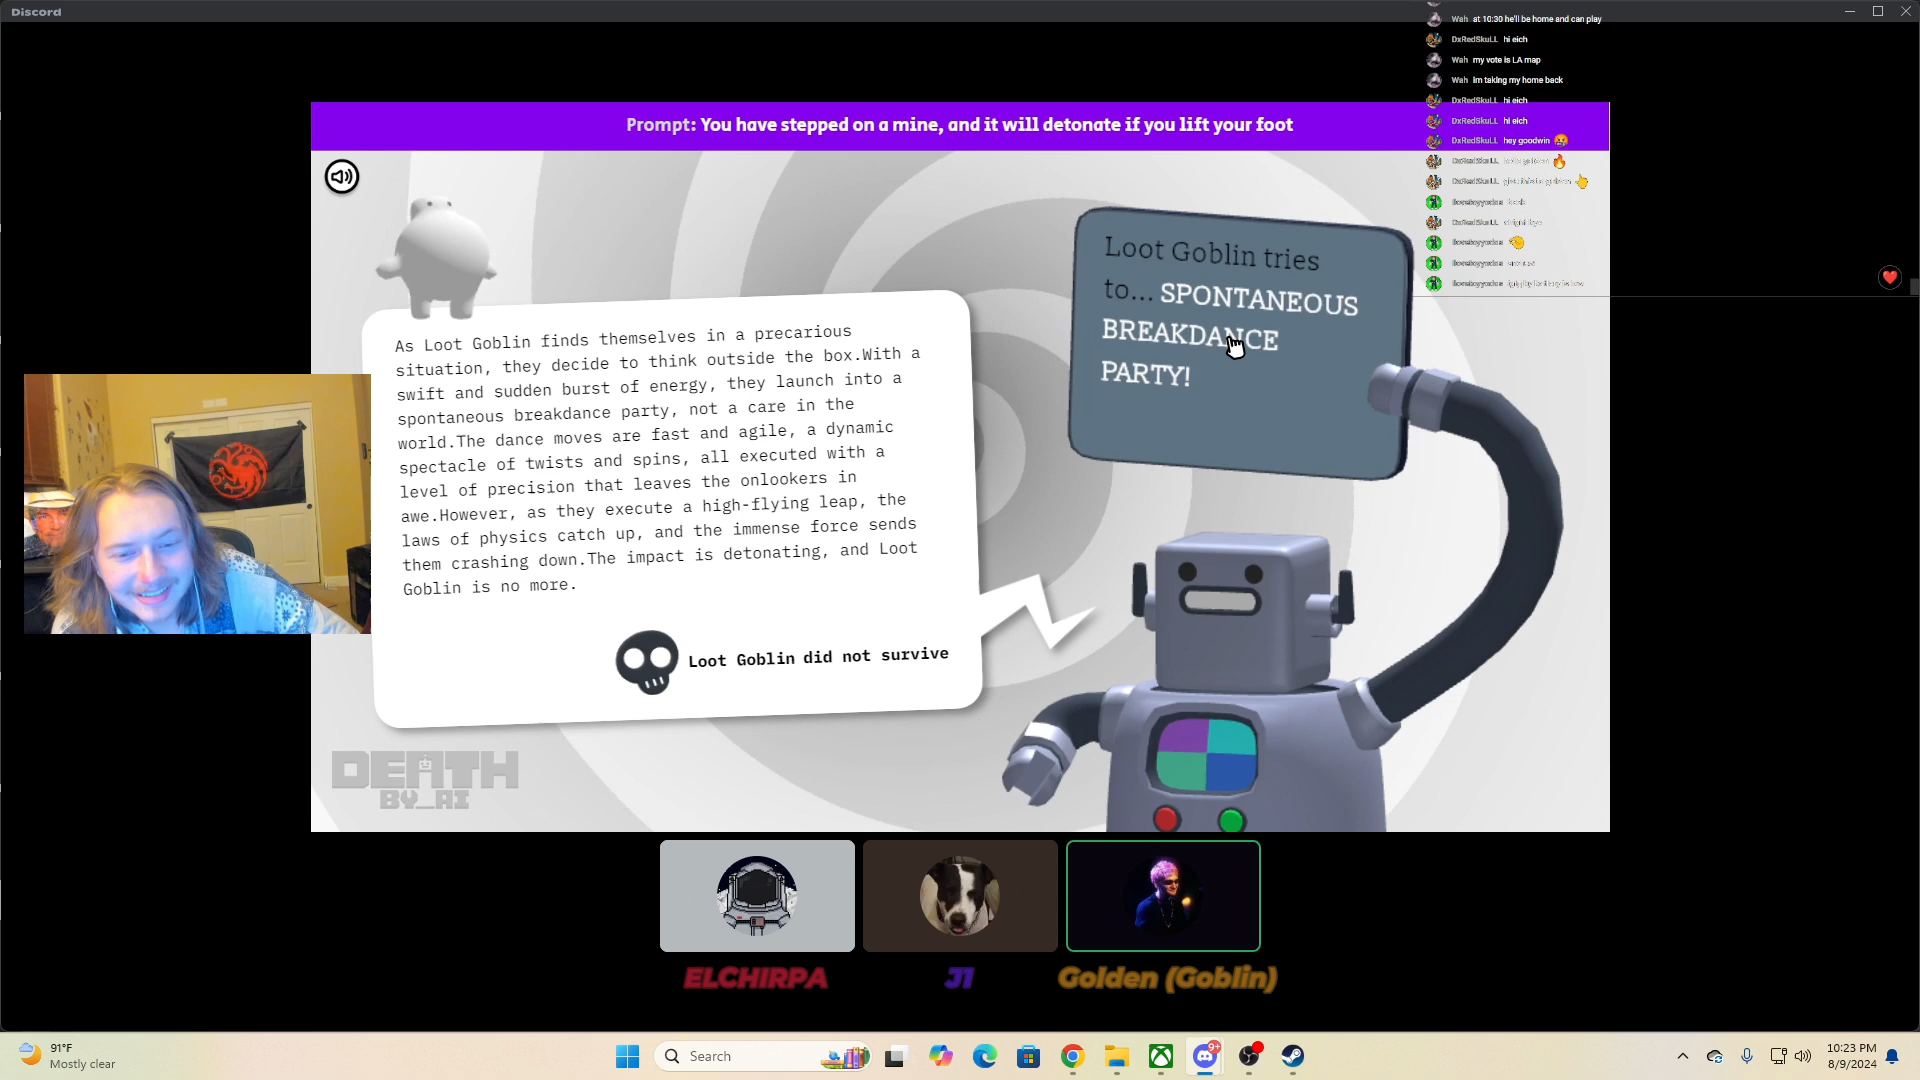 Discord
Wah at 10:30 he'll be home and can play
DxRedSkuLL hi eich
Wah my vote is LA map
Wah im taking my home back
DxRedSkuLL hi eich
DxRedSkuLL hi eich
DxRedSkuLL hey goodwin
Prompt: You have stepped on a mine, and it will detonate if you lift your foot
Loot Goblin tries
to... SPONTANEOUS
BREAKDANCE
PARTY!
As Loot Goblin finds themselves in a precarious
situation, they decide to think outside the box.With a
swift and sudden burst of energy, they launch into a
spontaneous breakdance party, not a care in the
world.The dance moves are fast and agile, a dynamic
spectacle of twists and spins, all executed with a
level of precision that leaves the onlookers in
awe.However, as they execute a high-flying leap, the
laws of physics catch up, and the immense force sends
them crashing down.The impact is detonating, and Loot
Goblin is no more.
Loot Goblin did not survive
DEATH
BY_AI
ELCHIRPA
J1
Golden (Goblin)
91°F
Mostly clear
Search
9+
10:23 PM
8/9/2024